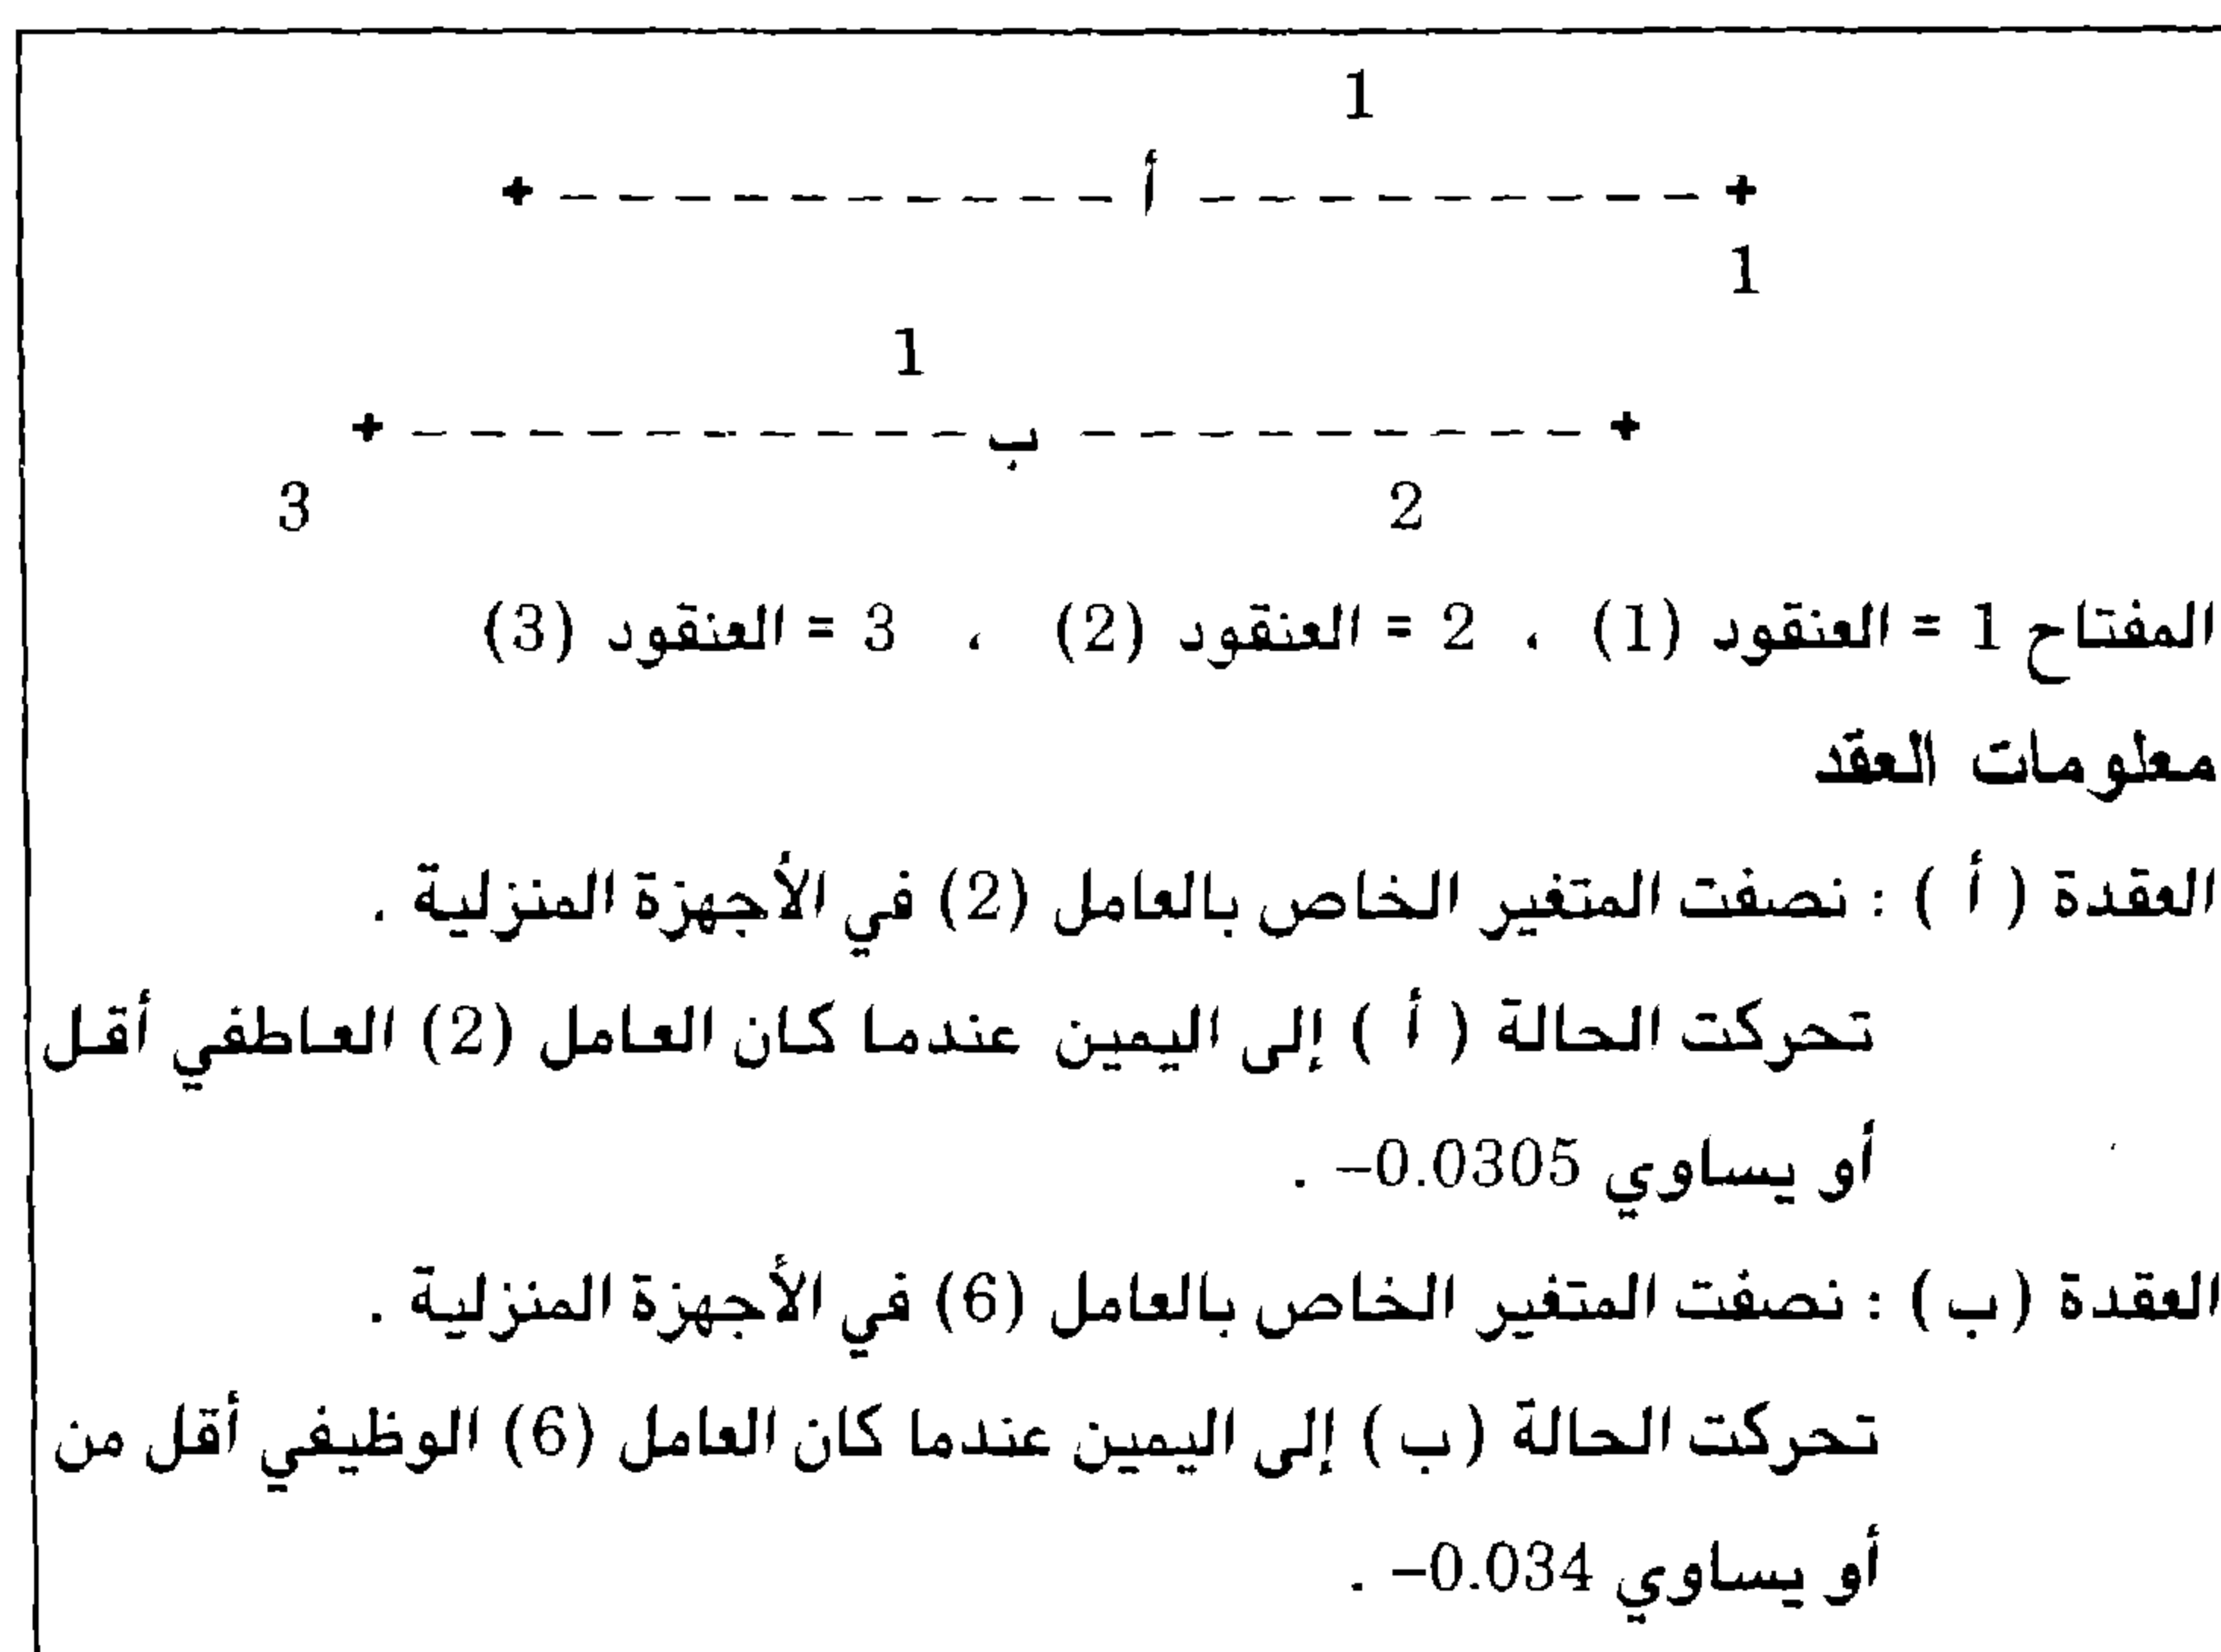 1
+ - - - - - - - - - - أ - - - - - - - - - +
1
1
+ - - - - - - - - - - ب - - - - - - - - - +
3 2
المفتاح 1 = العنقود (1) ، 2 = العنقود (2) ، 3 = العنقود (3)
معلومات العقد
العقدة ( أ ) : نصفت المتغير الخاص بالعامل (2) في الأجهزة المنزلية .
تحركت الحالة ( أ ) إلى اليمين عندما كان العامل (2) العاطفي أقل
أو يساوي 0.0305− .
العقدة (ب) : نصفت المتغير الخاص بالعامل (6) في الأجهزة المنزلية .
تحركت الحالة (ب) إلى اليمين عندما كان العامل (6) الوظيفي أقل من
أو يساوي 0.034− .